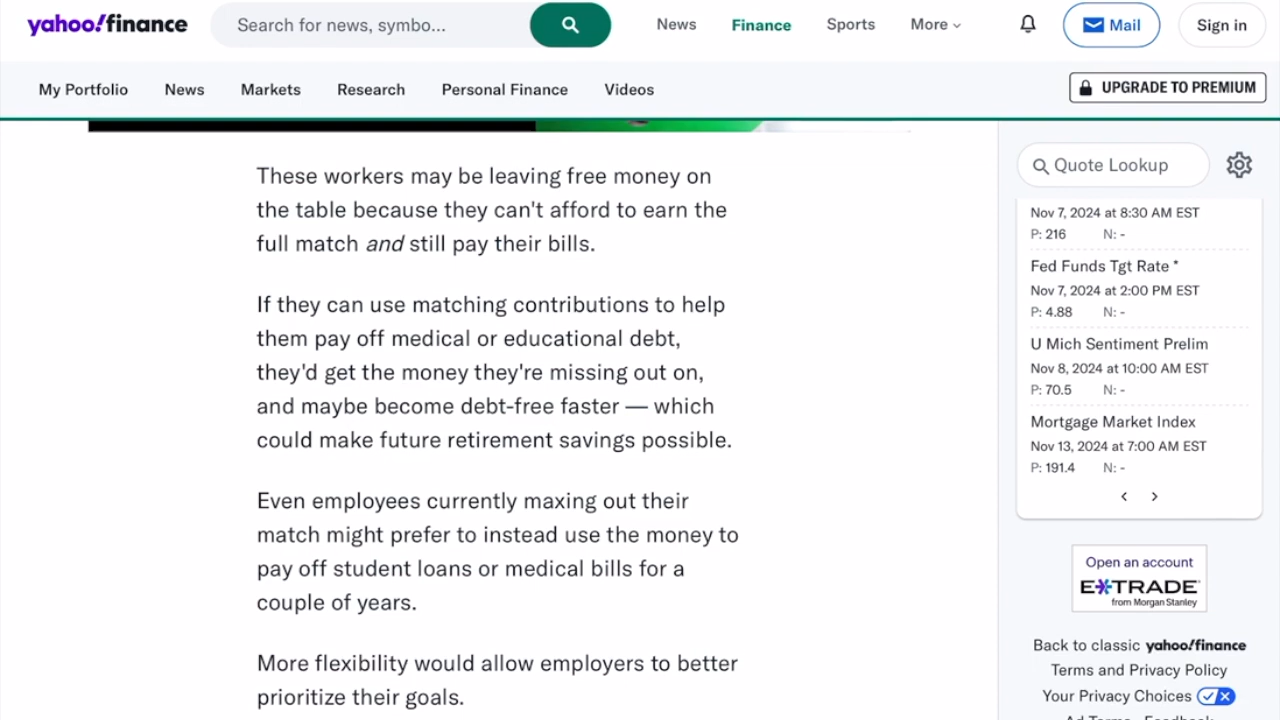 yahoo!finance
Search for news, symbo...
News
Finance
Sports
More
Mail
Sign in
My Portfolio
News
Markets
Research
Personal Finance
Videos
UPGRADE TO PREMIUM
These workers may be leaving free money on
the table because they can't afford to earn the
full match and still pay their bills.
If they can use matching contributions to help
them pay off medical or educational debt,
they'd get the money they're missing out on,
and maybe become debt-free faster — which
could make future retirement savings possible.
Even employees currently maxing out their
match might prefer to instead use the money to
pay off student loans or medical bills for a
couple of years.
More flexibility would allow employers to better
prioritize their goals.
Quote Lookup
Nov 7, 2024 at 8:30 AM EST
P: 216 N: -
Fed Funds Tgt Rate *
Nov 7, 2024 at 2:00 PM EST
P: 4.88 N: -
U Mich Sentiment Prelim
Nov 8, 2024 at 10:00 AM EST
P: 70.5 N: -
Mortgage Market Index
Nov 13, 2024 at 7:00 AM EST
P: 191.4 N: -
Open an account
E*TRADE
from Morgan Stanley
Back to classic yahoo!finance
Terms and Privacy Policy
Your Privacy Choices
Ad Terms Feedback